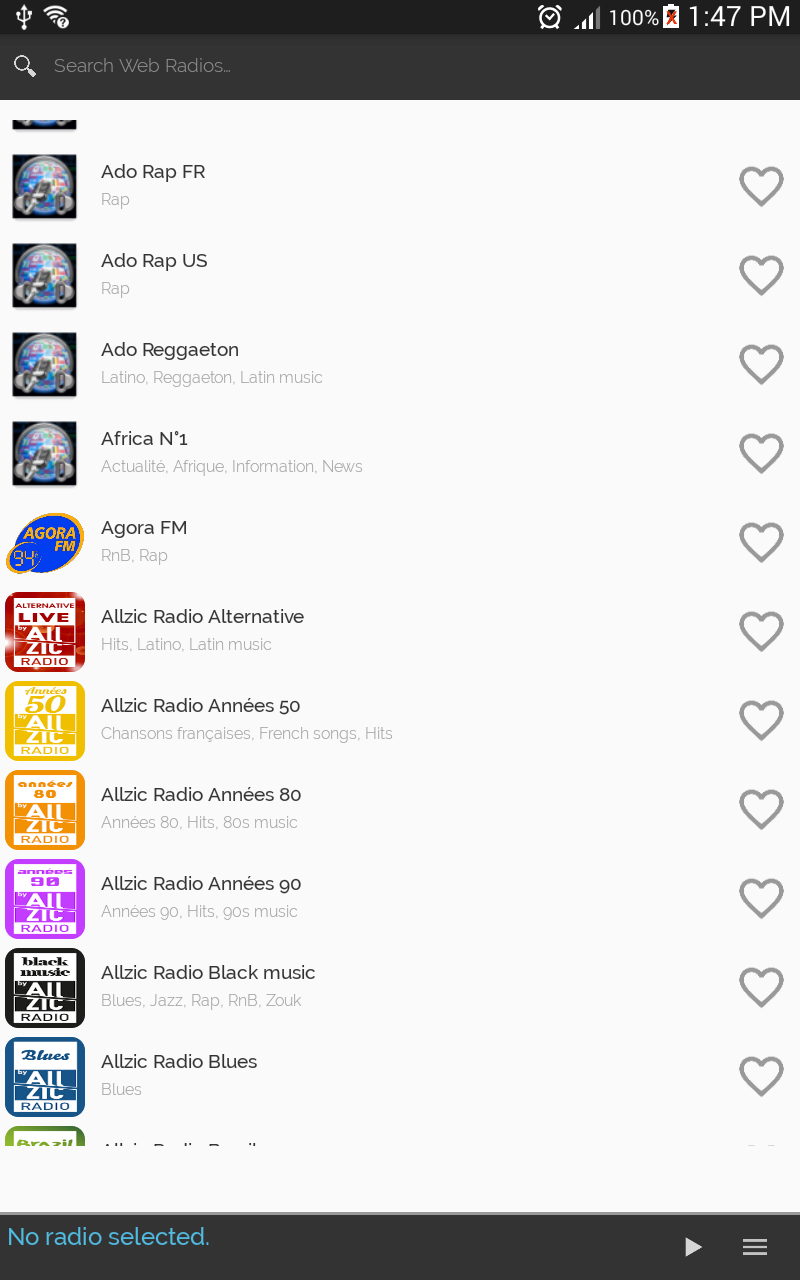 100% 1:47 PM
Search Web Radios...
Ado Rap FR
Rap
Ado Rap US
Rap
Ado Reggaeton
Latino, Reggaeton, Latin music
Africa N°1
Actualité, Afrique, Information, News
AGORA
FM
94
Agora FM
RnB, Rap
ALTERNATIVE
LIVE
by
All
ZIC
RADIO
Allzic Radio Alternative
Hits, Latino, Latin music
Années
50
by
All
ZIC
RADIO
Allzic Radio Années 50
Chansons françaises, French songs, Hits
années
80
by
All
ZIC
RADIO
Allzic Radio Années 80
Années 80, Hits, 80s music
années
90
by
All
ZIC
RADIO
Allzic Radio Années 90
Années 90, Hits, 90s music
black
music
by
All
ZIC
RADIO
Allzic Radio Black music
Blues, Jazz, Rap, RnB, Zouk
Blues
by
All
ZIC
RADIO
Allzic Radio Blues
Blues
Brazil
Allzic Radio Brazil
No radio selected.